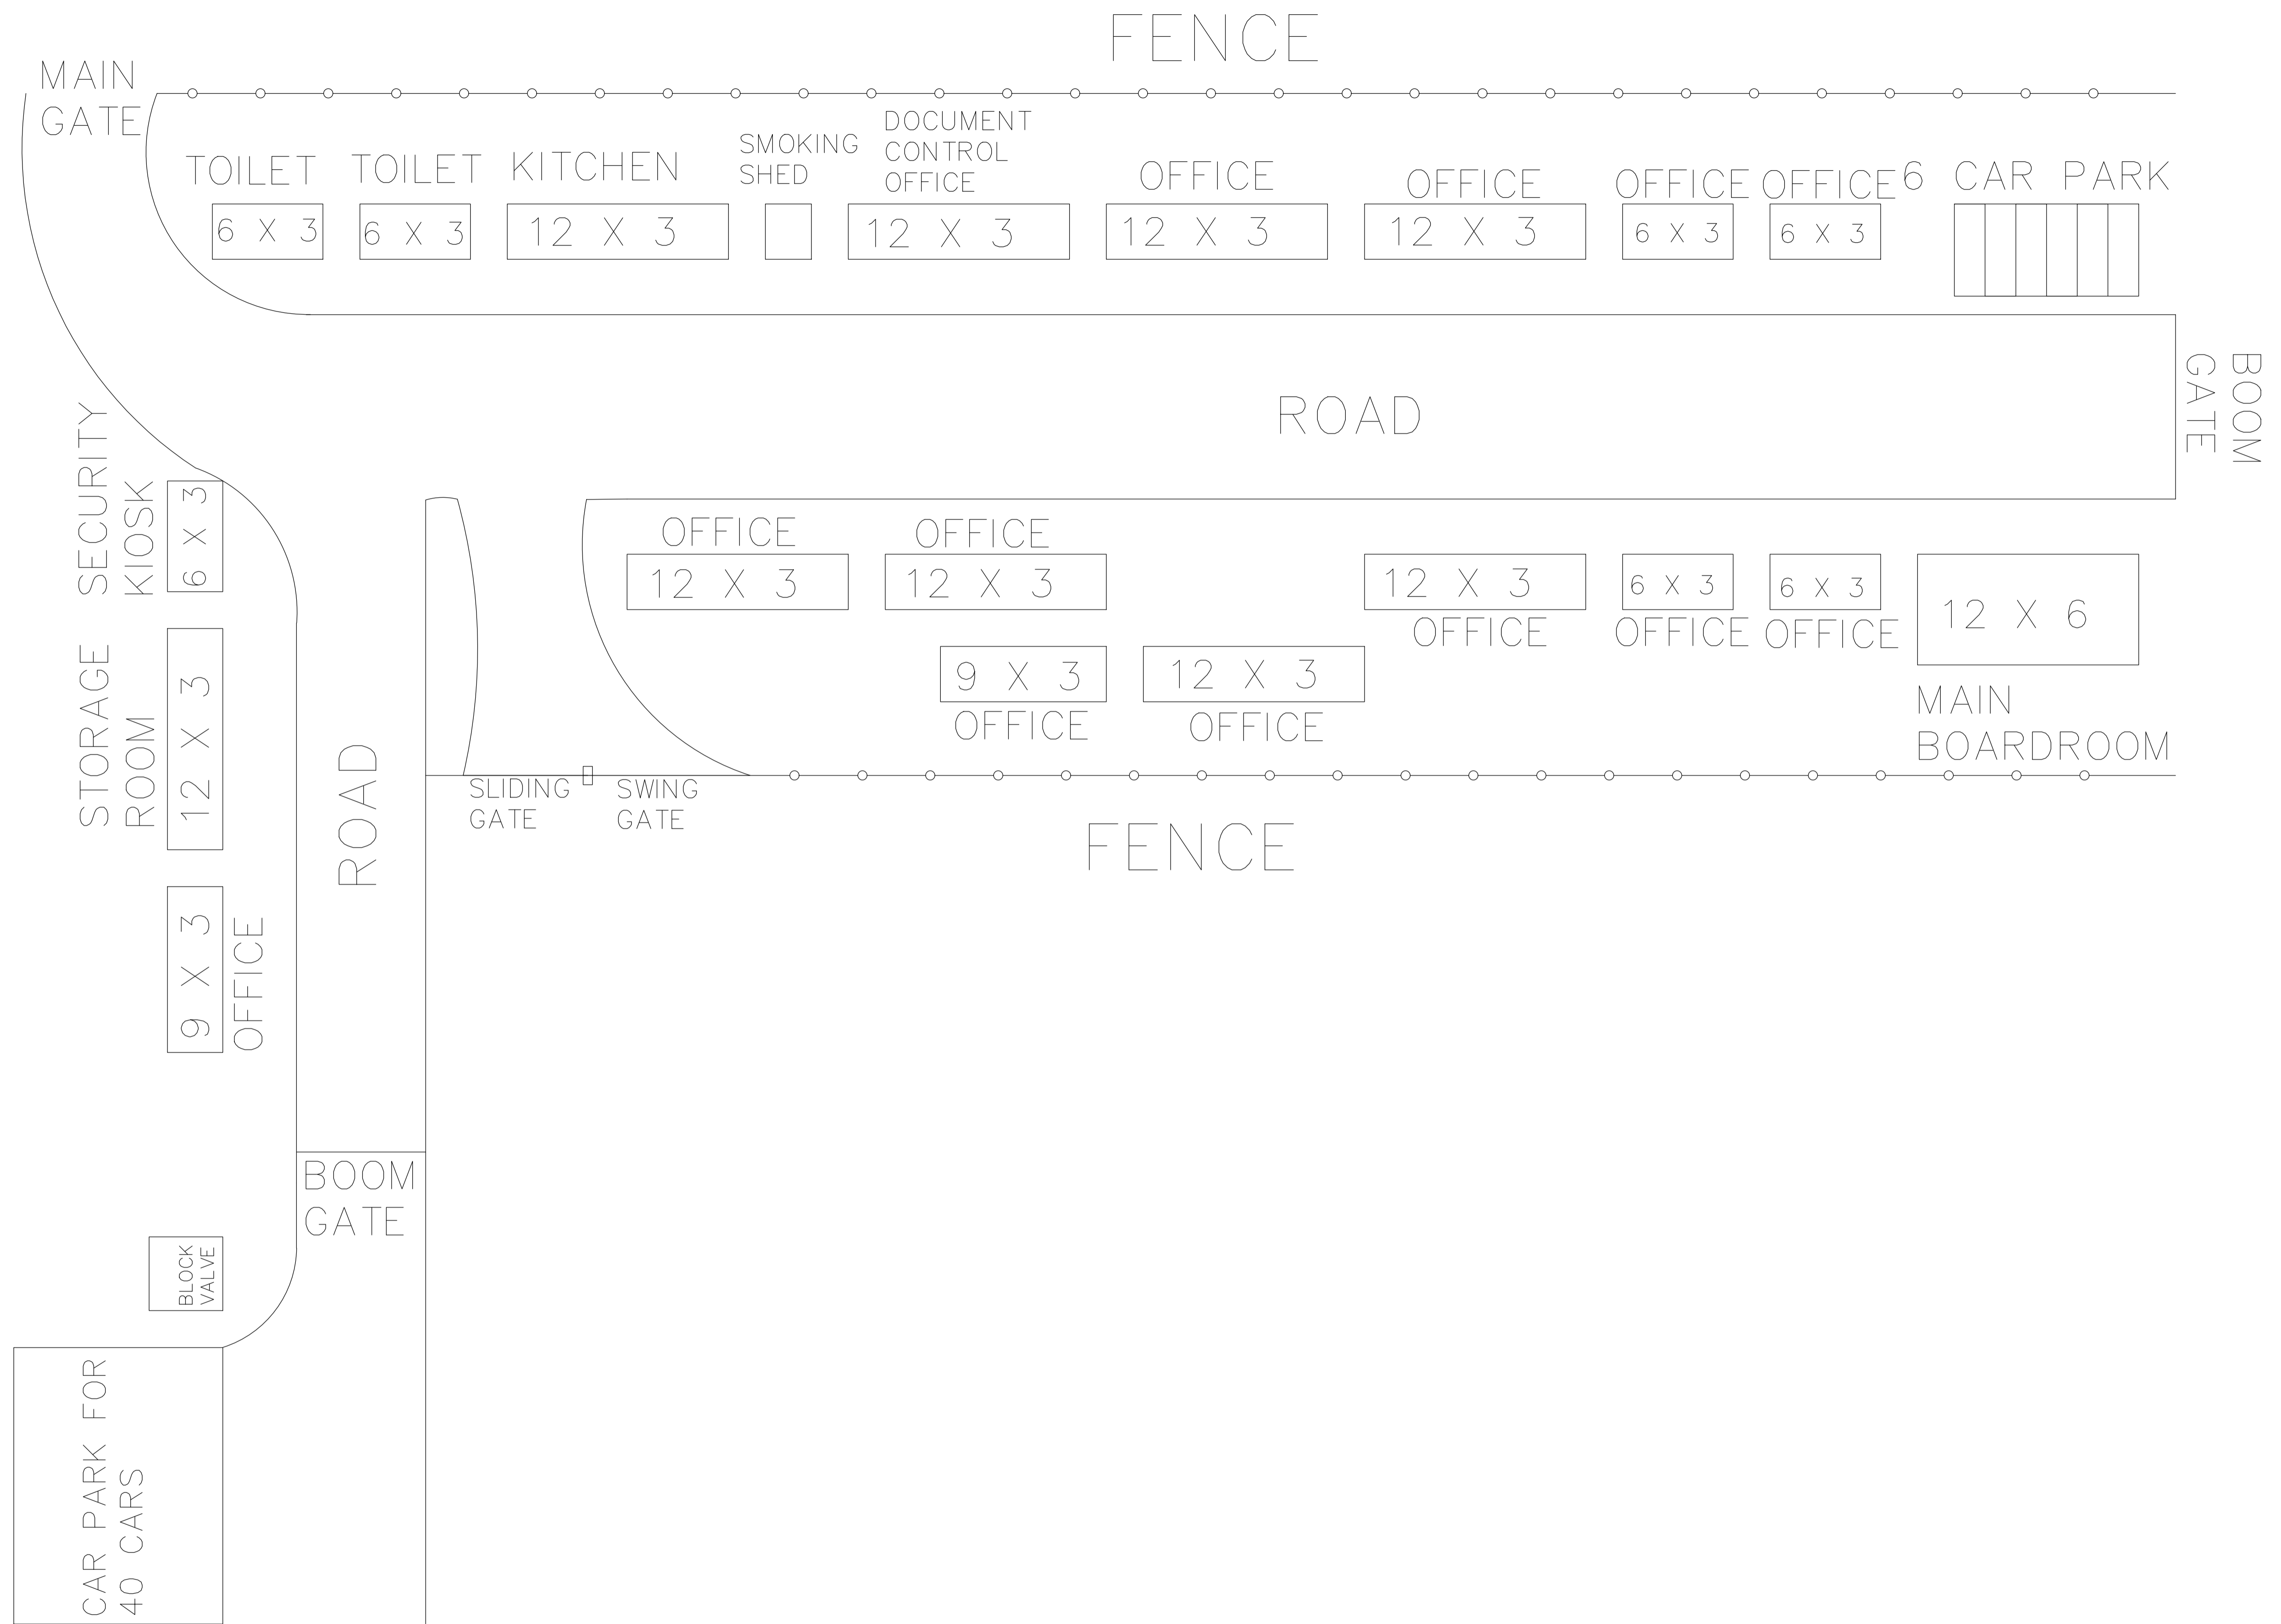 FENCE
MAIN
GATE
TOILET
TOILET
KITCHEN
SMOKING
SHED
DOCUMENT
CONTROL
OFFICE
OFFICE
OFFICE
OFFICE
OFFICE
6 CAR PARK
6 X 3
6 X 3
12 X 3
12 X 3
12 X 3
12 X 3
6 X 3
6 X 3
ROAD
BOOM
GATE
SECURITY
KIOSK
6 X 3
OFFICE
OFFICE
12 X 3
12 X 3
12 X 3
6 X 3
6 X 3
12 X 6
OFFICE
OFFICE
OFFICE
9 X 3
12 X 3
OFFICE
OFFICE
MAIN
BOARDROOM
STORAGE
ROOM
12 X 3
ROAD
SLIDING
GATE
SWING
GATE
FENCE
9 X 3
OFFICE
BOOM
GATE
BLOCK
VALVE
CAR PARK FOR
40 CARS